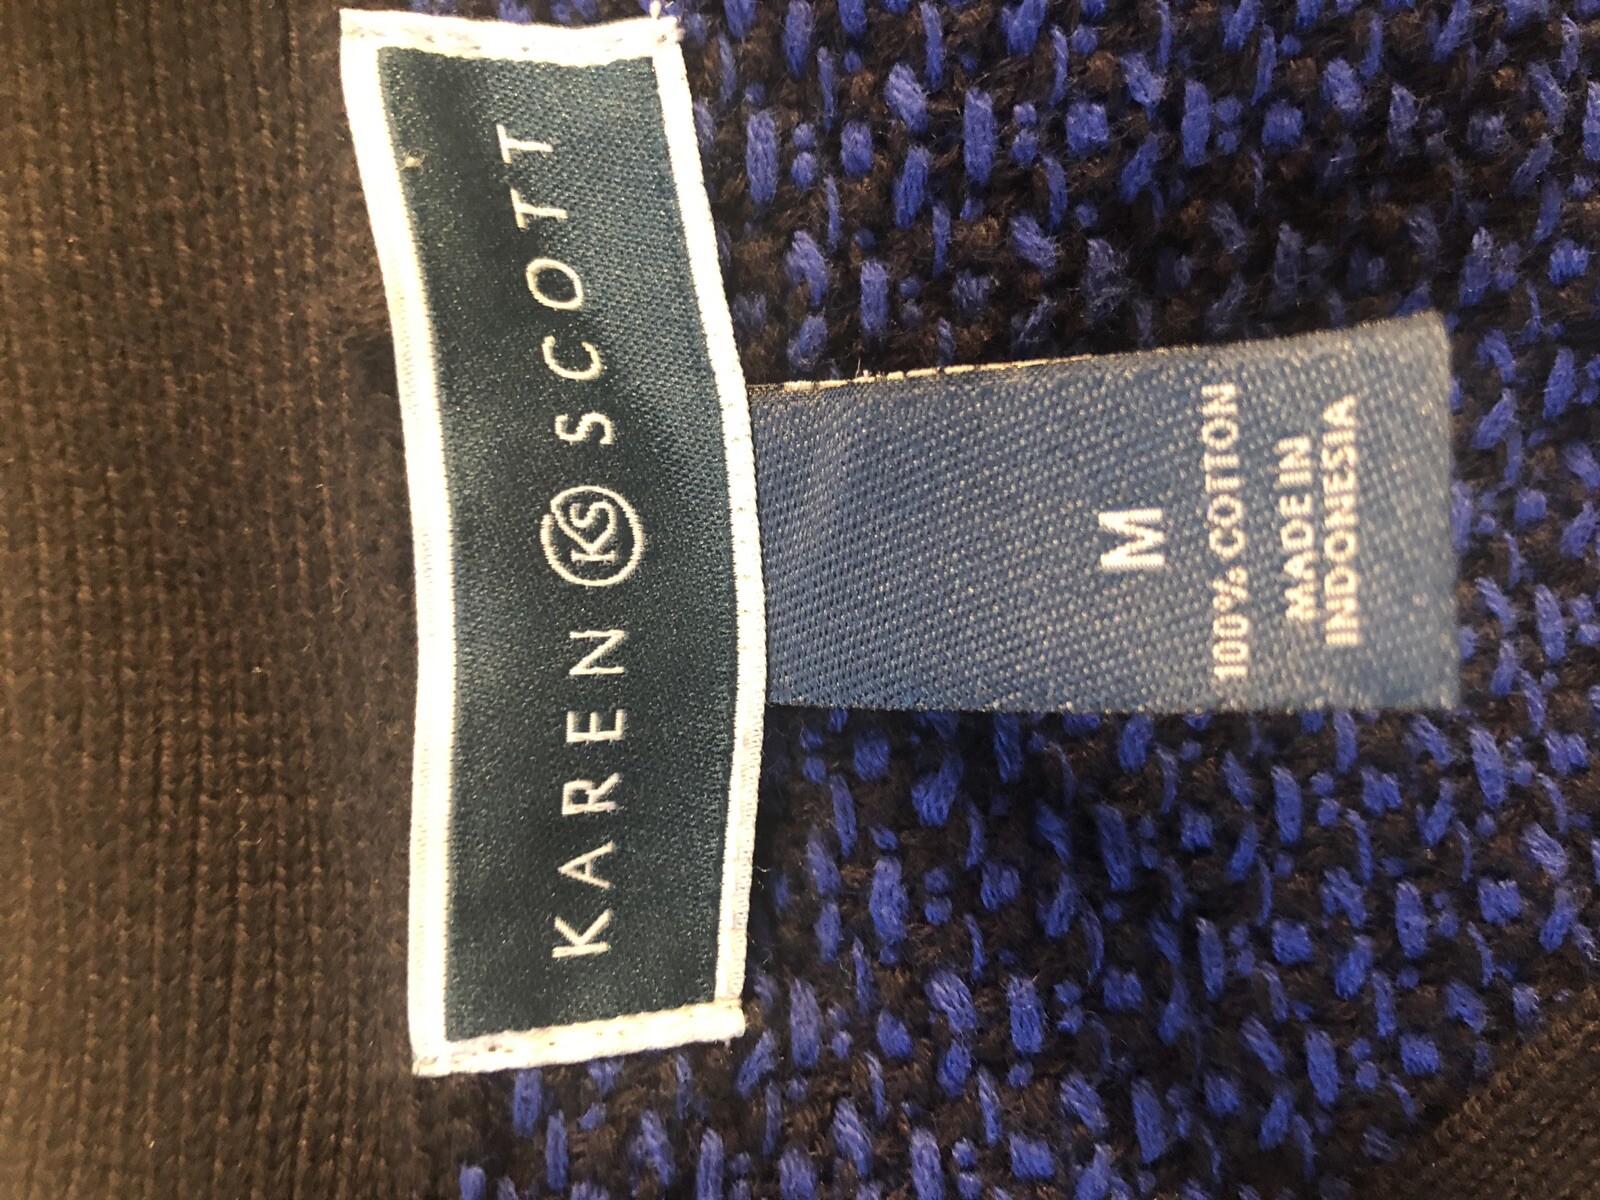 KAREN KS SCOTT
M
100% COTTON
MADE IN
INDONESIA